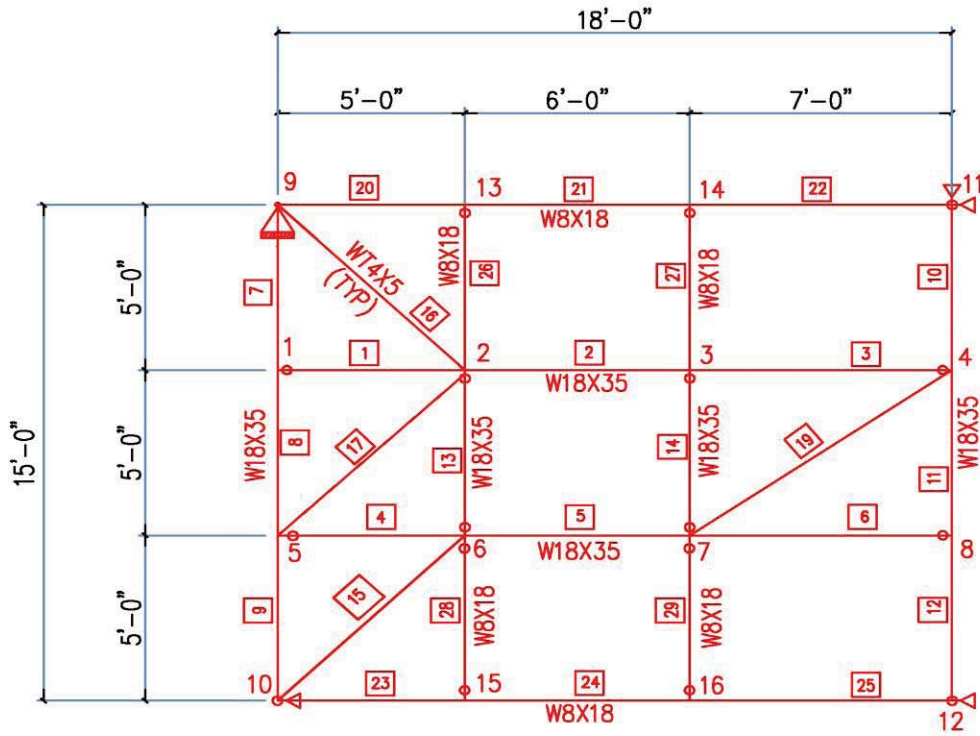 18'-0"
5'-0" 6'-0" 7'-0"
9 20 13 21 14 22 11
W8X18
15'-0"
5'-0" 7 WT4X5 (TYP) 16 W8X18 26 27 W8X18 10
1 1 2 2 3 3 4
W18X35
5'-0" W18X35 8 17 13 W18X35 14 W18X35 19 11 W18X35
4 5 6
5 6 W18X35 7 8
5'-0" 9 15 28 W8X18 29 W8X18 12
10 23 15 24 16 25
W8X18 12